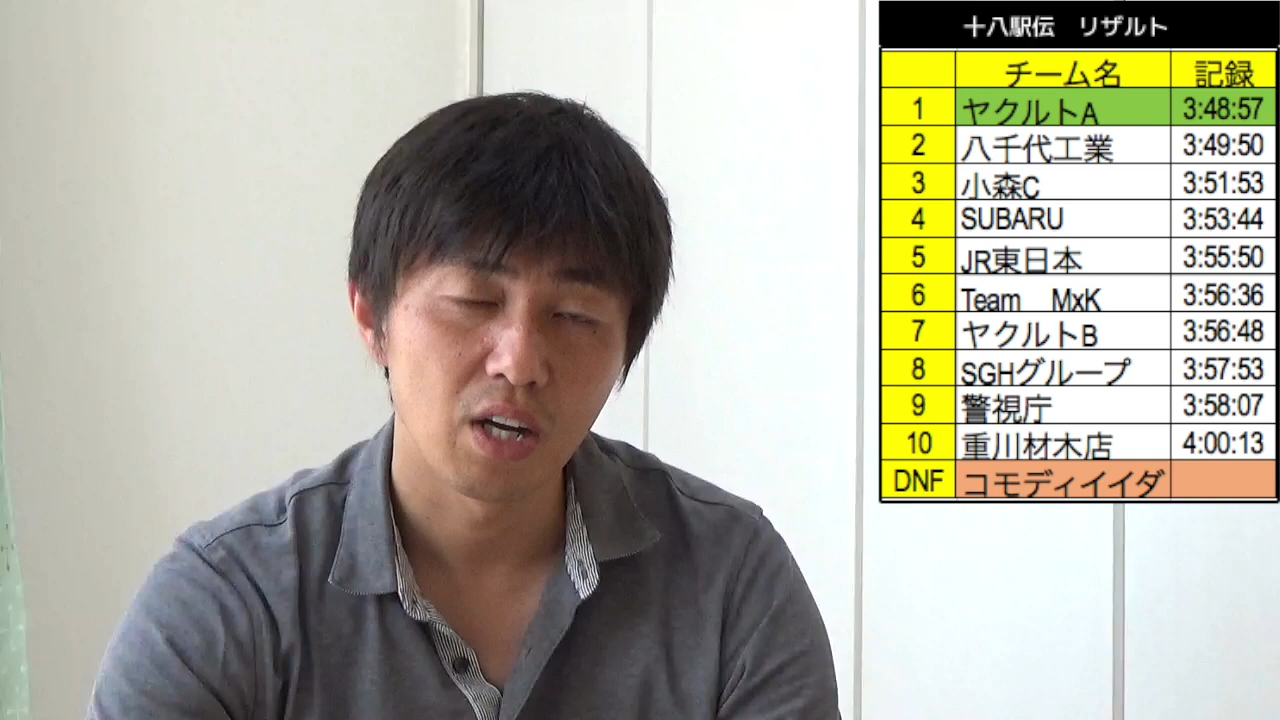 十八駅伝 リザルト
チーム名 記録
1 ヤクルトA 3:48:57
2 八千代工業 3:49:50
3 小森C 3:51:53
4 SUBARU 3:53:44
5 JR東日本 3:55:50
6 Team MxK 3:56:36
7 ヤクルトB 3:56:48
8 SGHグループ 3:57:53
9 警視庁 3:58:07
10 重川材木店 4:00:13
DNF コモディイイダ